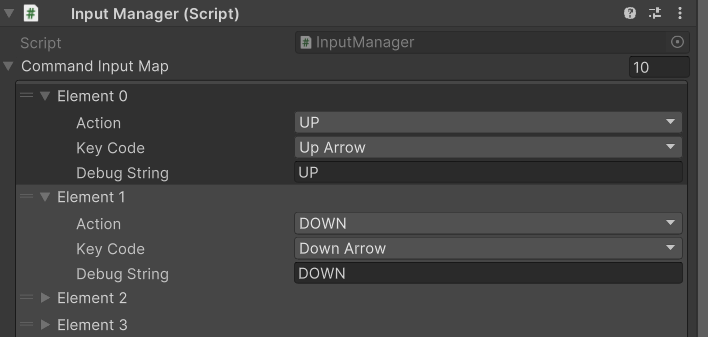 Input Manager (Script)
Script InputManager
Command Input Map 10
Element 0
Action UP
Key Code Up Arrow
Debug String UP
Element 1
Action DOWN
Key Code Down Arrow
Debug String DOWN
Element 2
Element 3